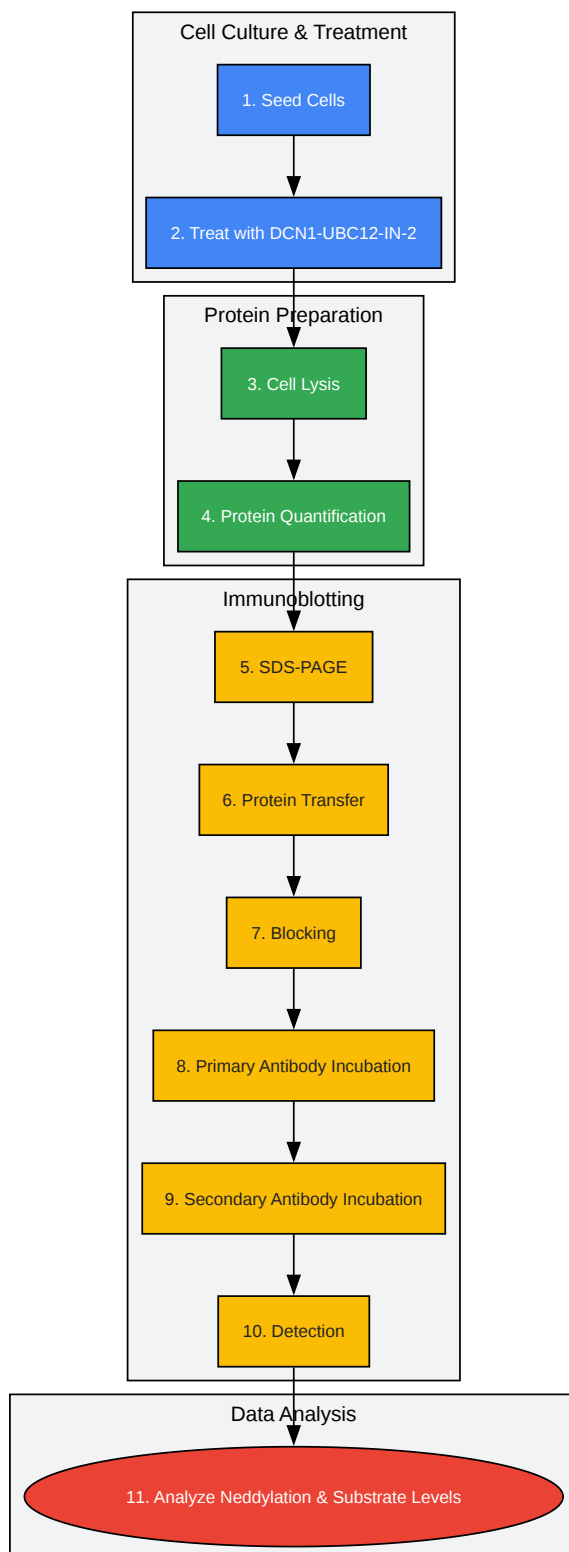 Cell Culture & Treatment
1. Seed Cells
2. Treat with DCN1-UBC12-IN-2
Protein Preparation
3. Cell Lysis
4. Protein Quantification
Immunoblotting
5. SDS-PAGE
6. Protein Transfer
7. Blocking
8. Primary Antibody Incubation
9. Secondary Antibody Incubation
10. Detection
Data Analysis
11. Analyze Neddylation & Substrate Levels